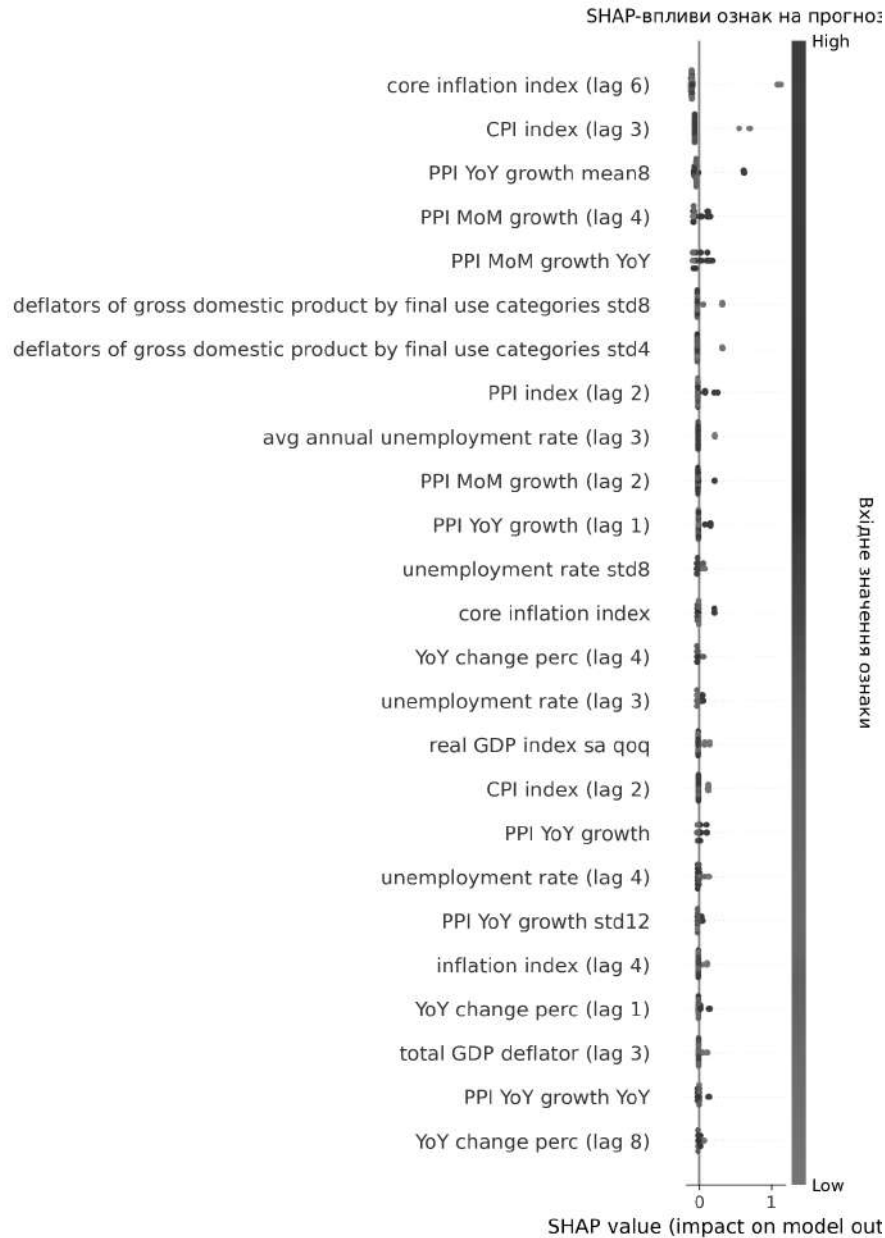 SHAP-впливи ознак на прогноз
High
core inflation index (lag 6)
CPI index (lag 3)
PPI YoY growth mean8
PPI MoM growth (lag 4)
PPI MoM growth YoY
deflators of gross domestic product by final use categories std8
deflators of gross domestic product by final use categories std4
PPI index (lag 2)
avg annual unemployment rate (lag 3)
PPI MoM growth (lag 2)
PPI YoY growth (lag 1)
unemployment rate std8
core inflation index
YoY change perc (lag 4)
unemployment rate (lag 3)
real GDP index sa qoq
CPI index (lag 2)
PPI YoY growth
unemployment rate (lag 4)
PPI YoY growth std12
inflation index (lag 4)
YoY change perc (lag 1)
total GDP deflator (lag 3)
PPI YoY growth YoY
YoY change perc (lag 8)
Вхідне значення ознаки
Low
0 1
SHAP value (impact on model out